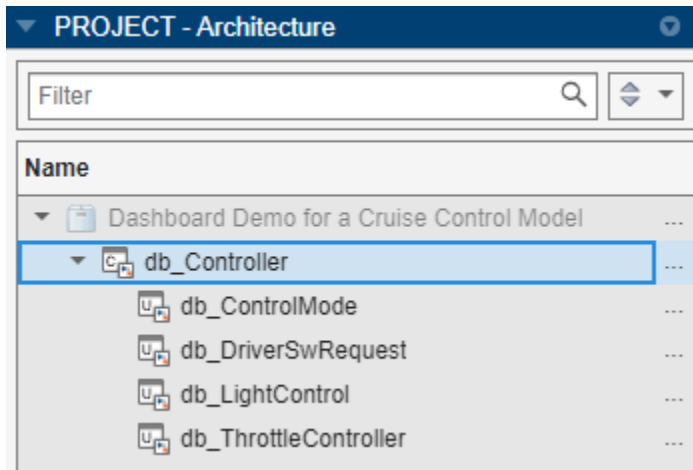 PROJECT - Architecture
Filter
Name
Dashboard Demo for a Cruise Control Model ...
db_Controller ...
db_ControlMode ...
db_DriverSwRequest ...
db_LightControl ...
db_ThrottleController ...